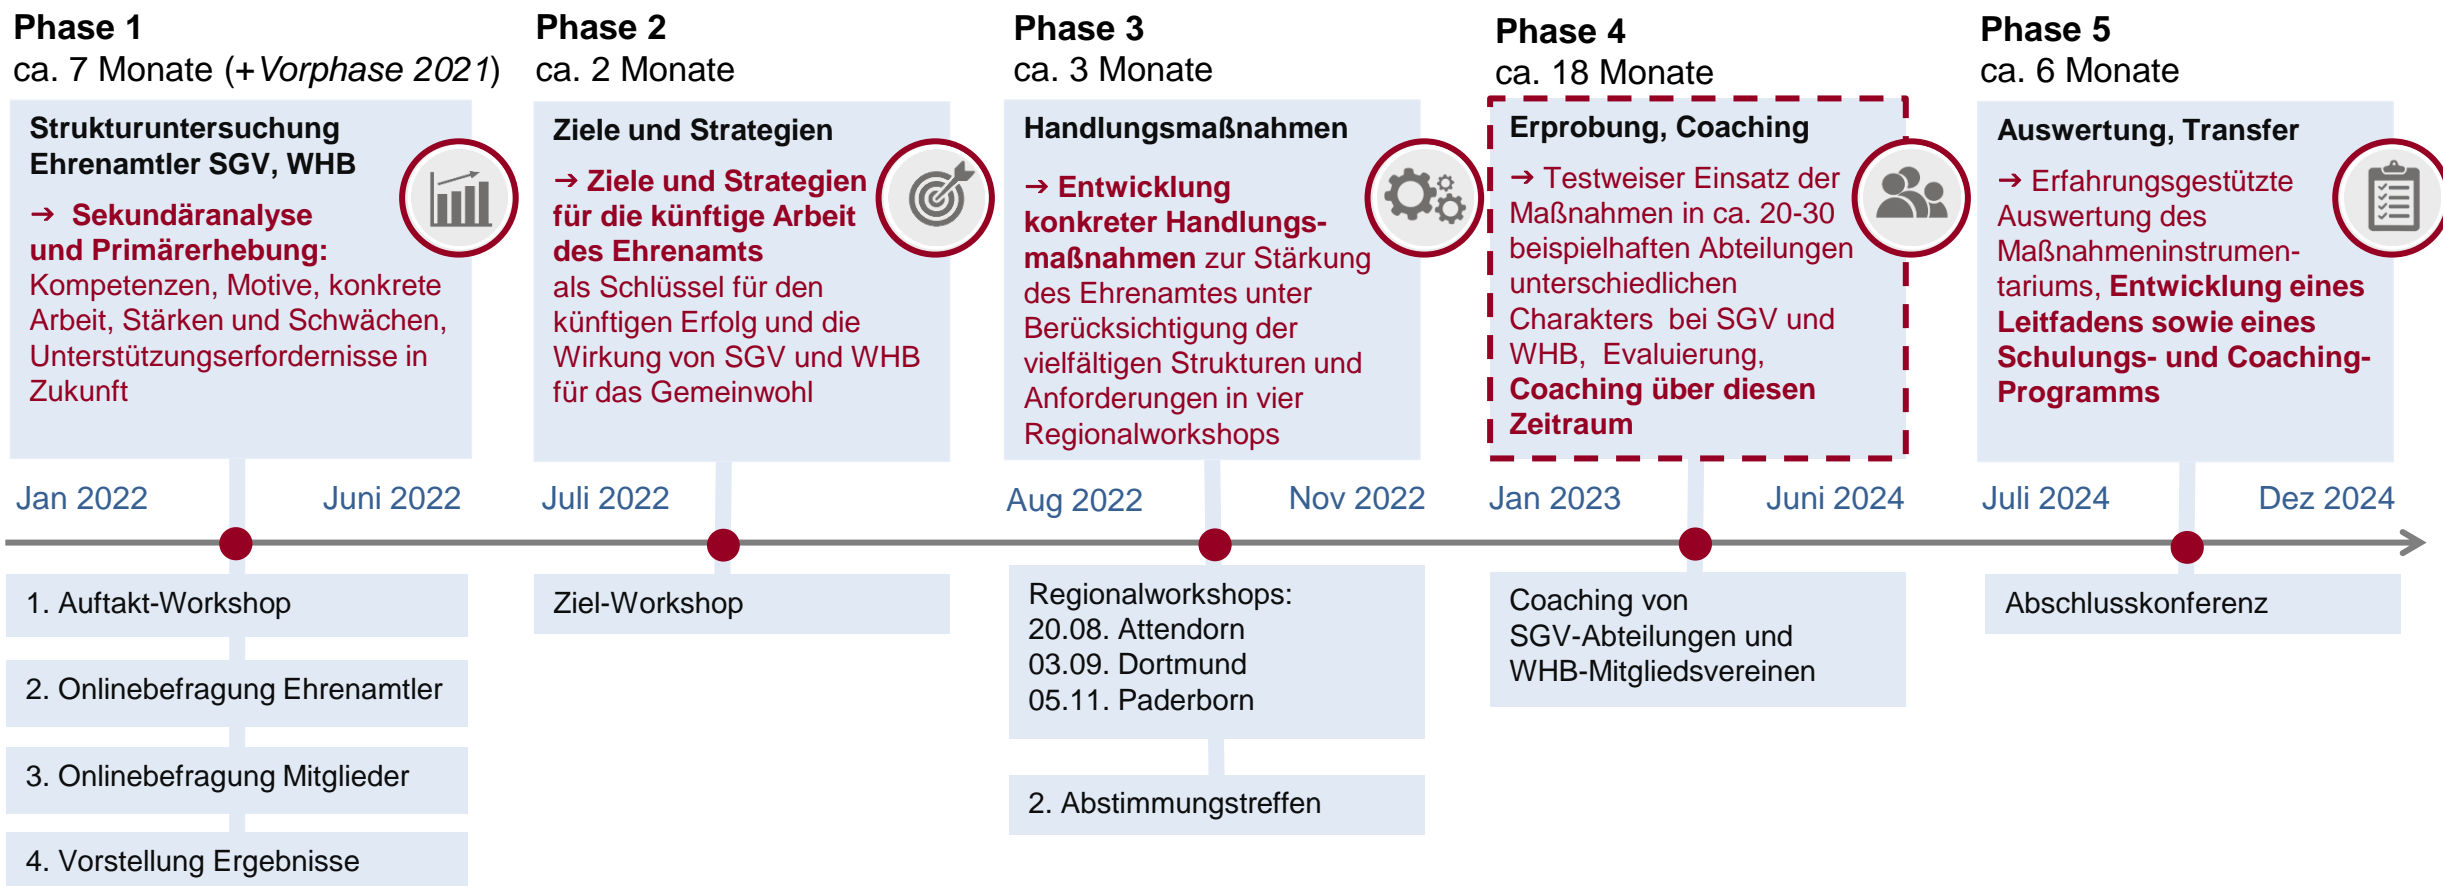 Phase 1
ca. 7 Monate (+Vorphase 2021)
Strukturuntersuchung
Ehrenamtler SGV, WHB
→ Sekundäranalyse
und Primärerhebung:
Kompetenzen, Motive, konkrete
Arbeit, Stärken und Schwächen,
Unterstützungserfordernisse in
Zukunft
Jan 2022
Juni 2022
1. Auftakt-Workshop
2. Onlinebefragung Ehrenamtler
3. Onlinebefragung Mitglieder
4. Vorstellung Ergebnisse
Phase 2
ca. 2 Monate
Ziele und Strategien
→ Ziele und Strategien
für die künftige Arbeit
des Ehrenamts
als Schlüssel für den
künftigen Erfolg und die
Wirkung von SGV und WHB
für das Gemeinwohl
Juli 2022
Ziel-Workshop
Phase 3
ca. 3 Monate
Handlungsmaßnahmen
→ Entwicklung
konkreter Handlungs-
maßnahmen zur Stärkung
des Ehrenamtes unter
Berücksichtigung der
vielfältigen Strukturen und
Anforderungen in vier
Regionalworkshops
Aug 2022
Nov 2022
Regionalworkshops:
20.08. Attendorn
03.09. Dortmund
05.11. Paderborn
2. Abstimmungstreffen
Phase 4
ca. 18 Monate
Erprobung, Coaching
→ Testweiser Einsatz der
Maßnahmen in ca. 20-30
beispielhaften Abteilungen
unterschiedlichen
Charakters bei SGV und
WHB, Evaluierung,
Coaching über diesen
Zeitraum
Jan 2023
Juni 2024
Coaching von
SGV-Abteilungen und
WHB-Mitgliedsvereinen
Phase 5
ca. 6 Monate
Auswertung, Transfer
→ Erfahrungsgestützte
Auswertung des
Maßnahmeninstrumen-
tariums, Entwicklung eines
Leitfadens sowie eines
Schulungs- und Coaching-
Programms
Juli 2024
Dez 2024
Abschlusskonferenz